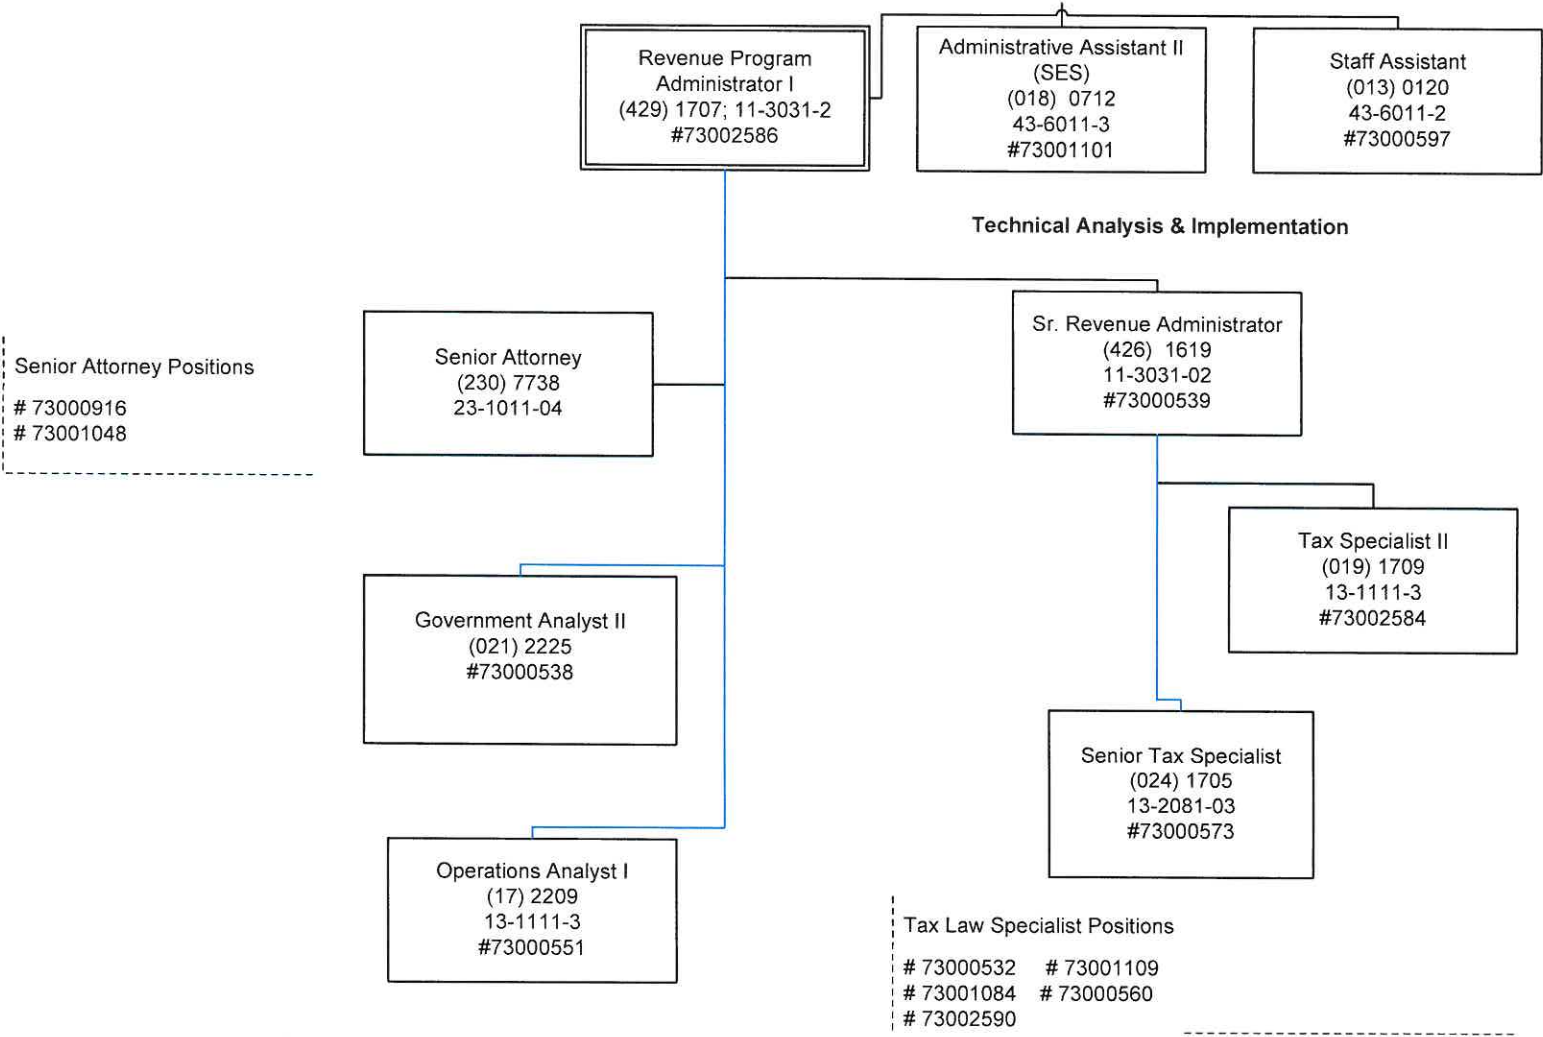 Revenue Program
Administrator I
(429) 1707; 11-3031-2
#73002586
Administrative Assistant II
(SES)
(018) 0712
43-6011-3
#73001101
Staff Assistant
(013) 0120
43-6011-2
#73000597
Technical Analysis & Implementation
Senior Attorney Positions
# 73000916
# 73001048
Senior Attorney
(230) 7738
23-1011-04
Sr. Revenue Administrator
(426) 1619
11-3031-02
#73000539
Tax Specialist II
(019) 1709
13-1111-3
#73002584
Government Analyst II
(021) 2225
#73000538
Senior Tax Specialist
(024) 1705
13-2081-03
#73000573
Operations Analyst I
(17) 2209
13-1111-3
#73000551
Tax Law Specialist Positions
# 73000532 # 73001109
# 73001084 # 73000560
# 73002590